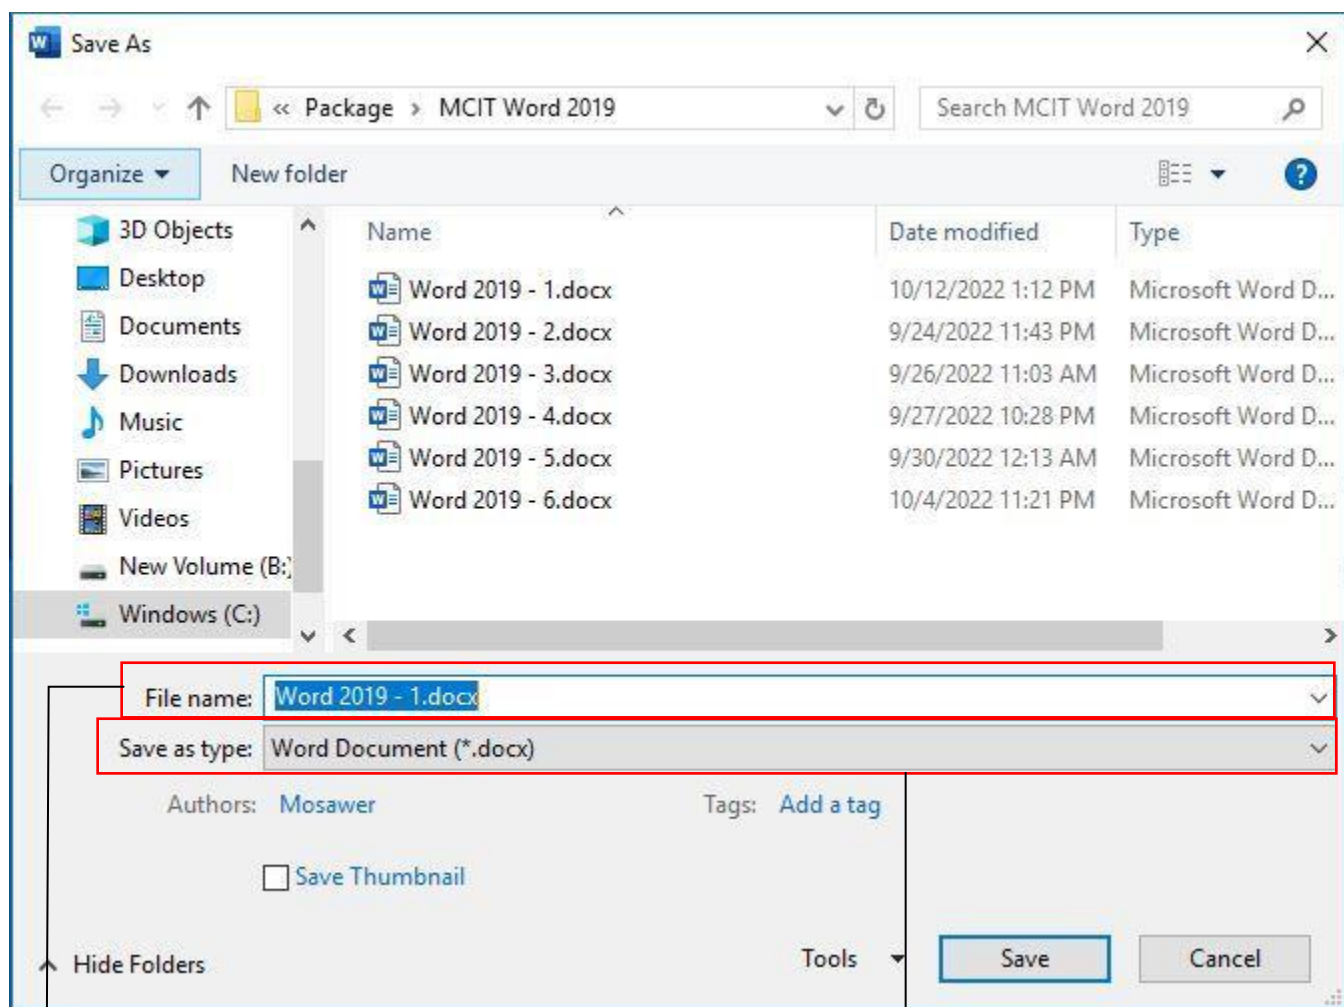 Save As
« Package › MCIT Word 2019
Search MCIT Word 2019
Organize
New folder
?
3D Objects
Desktop
Documents
Downloads
Music
Pictures
Videos
New Volume (B:)
Windows (C:)
Name Date modified Type
Word 2019 - 1.docx 10/12/2022 1:12 PM Microsoft Word D...
Word 2019 - 2.docx 9/24/2022 11:43 PM Microsoft Word D...
Word 2019 - 3.docx 9/26/2022 11:03 AM Microsoft Word D...
Word 2019 - 4.docx 9/27/2022 10:28 PM Microsoft Word D...
Word 2019 - 5.docx 9/30/2022 12:13 AM Microsoft Word D...
Word 2019 - 6.docx 10/4/2022 11:21 PM Microsoft Word D...
File name: Word 2019 - 1.docx
Save as type: Word Document (*.docx)
Authors: Mosawer Tags: Add a tag
Save Thumbnail
Hide Folders Tools Save Cancel